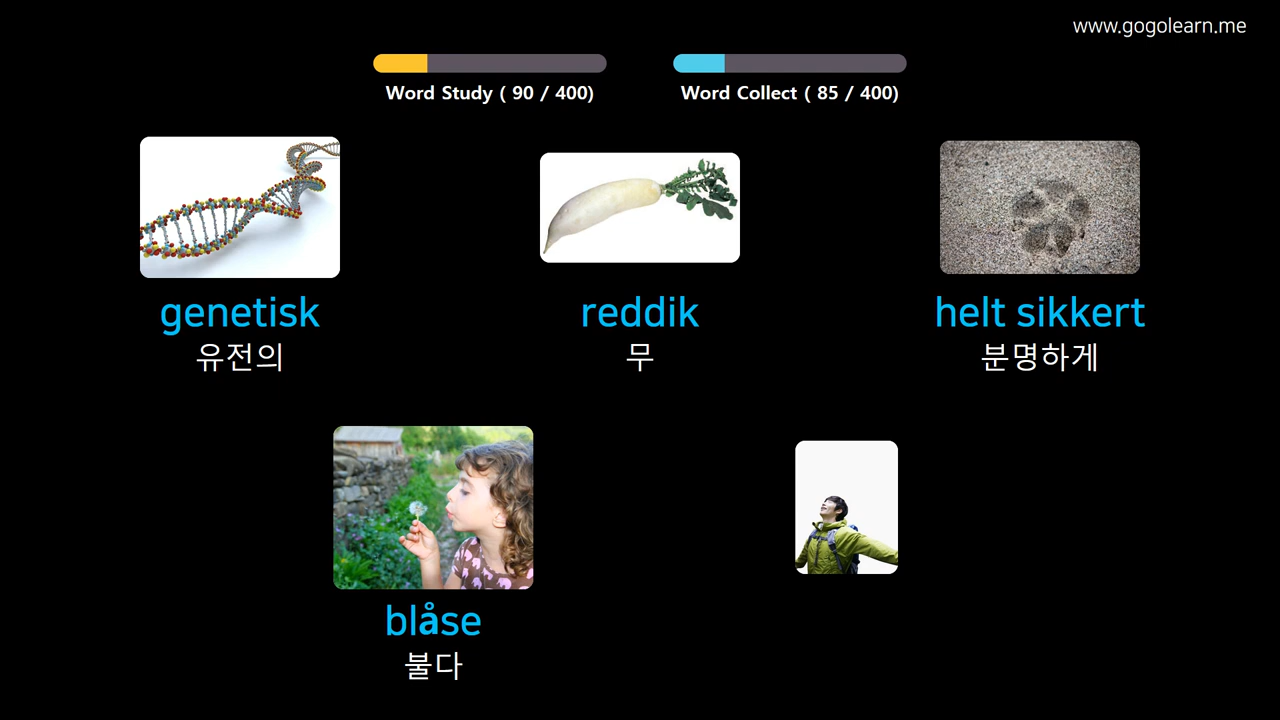 www.gogolearn.me
Word Study ( 90 / 400)
Word Collect ( 85 / 400)
genetisk
유전의
reddik
무
helt sikkert
분명하게
blåse
불다